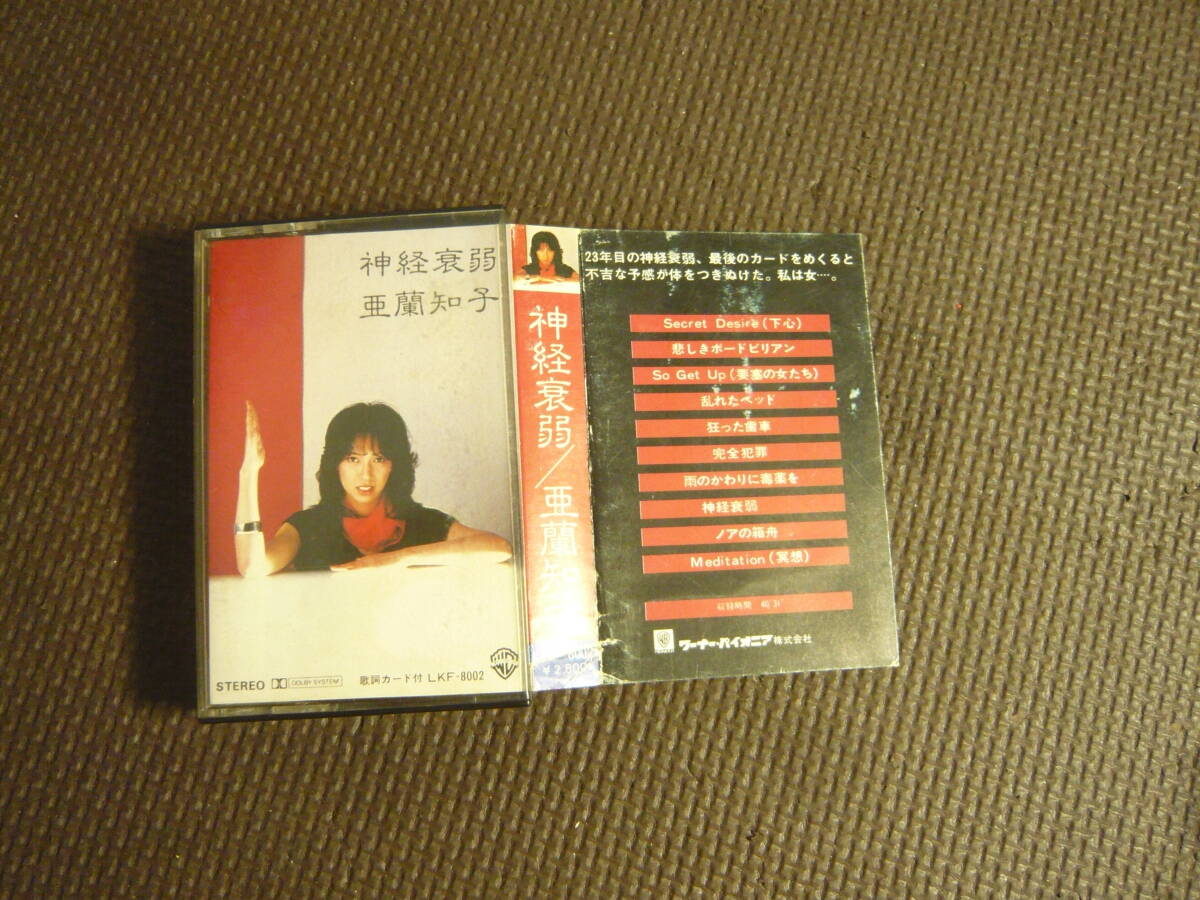 神経衰弱
亜蘭知子
STEREO DOLBY SYSTEM 歌詞カード付 LKF-8002
神経衰弱/亜蘭知
¥2,800
23年目の神経衰弱、最後のカードをめくると
不吉な予感が体をつきぬけた。私は女…。
Secret Desire(下心)
悲しきボードビリアン
So Get Up(要塞の女たち)
乱れたベッド
狂った歯車
完全犯罪
雨のかわりに毒薬を
神経衰弱
ノアの箱舟
Meditation(冥想)
収録時間
ワーナー・パイオニア株式会社